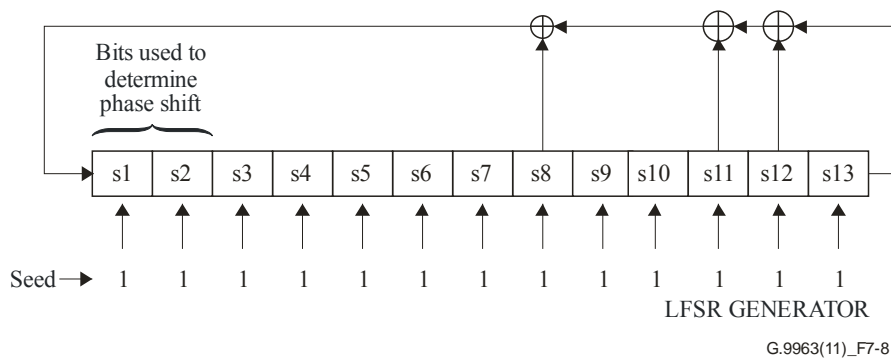 Bits used to
determine
phase shift
s1 s2 s3 s4 s5 s6 s7 s8 s9 s10 s11 s12 s13
Seed 1 1 1 1 1 1 1 1 1 1 1 1 1
LFSR GENERATOR
G.9963(11)_F7-8